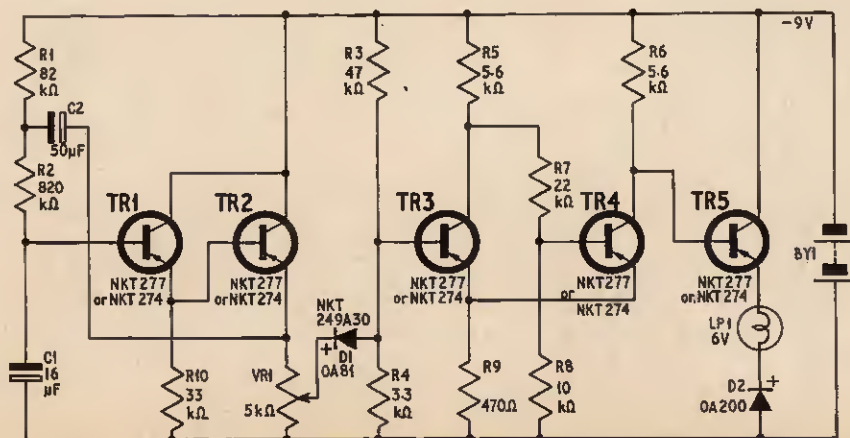 R1
82
kΩ
C2
50µF
R2
820
kΩ
TR1
NKT277
or NKT274
TR2
NKT277
or NKT274
C1
16
µF
R10
33
kΩ
VR1
5kΩ
NKT
249A30
+
D1
OA81
R3
47
kΩ
R4
3.3
kΩ
TR3
NKT277
or NKT274
R5
5.6
kΩ
R9
470Ω
R7
22
kΩ
TR4
NKT277
or
NKT274
R8
10
kΩ
R6
5.6
kΩ
TR5
NKT277
or NKT274
LP1
6V
D2
+
OA200
-9V
BY1